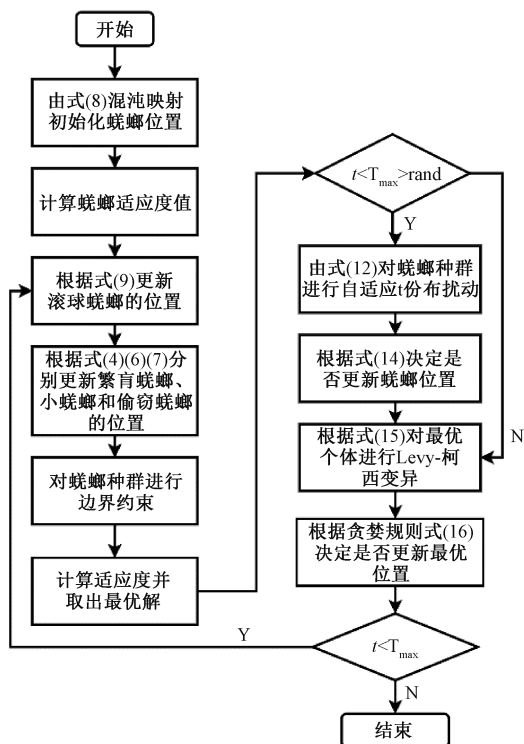 开始
由式(8)混沌映射
初始化蜣螂位置
计算蜣螂适应度值
根据式(9)更新
滚球蜣螂的位置
根据式(4)(6)(7)分
别更新繁育蜣螂、
小蜣螂和偷窃蜣螂
的位置
对蜣螂种群进行
边界约束
计算适应度并
取出最优解
t<Tmax>rand
Y
N
由式(12)对蜣螂种群
进行自适应t份布扰动
根据式(14)决定是
否更新蜣螂位置
根据式(15)对最优
个体进行Levy-柯
西变异
根据贪婪规则式(16)
决定是否更新最优
位置
t<Tmax
Y
N
结束